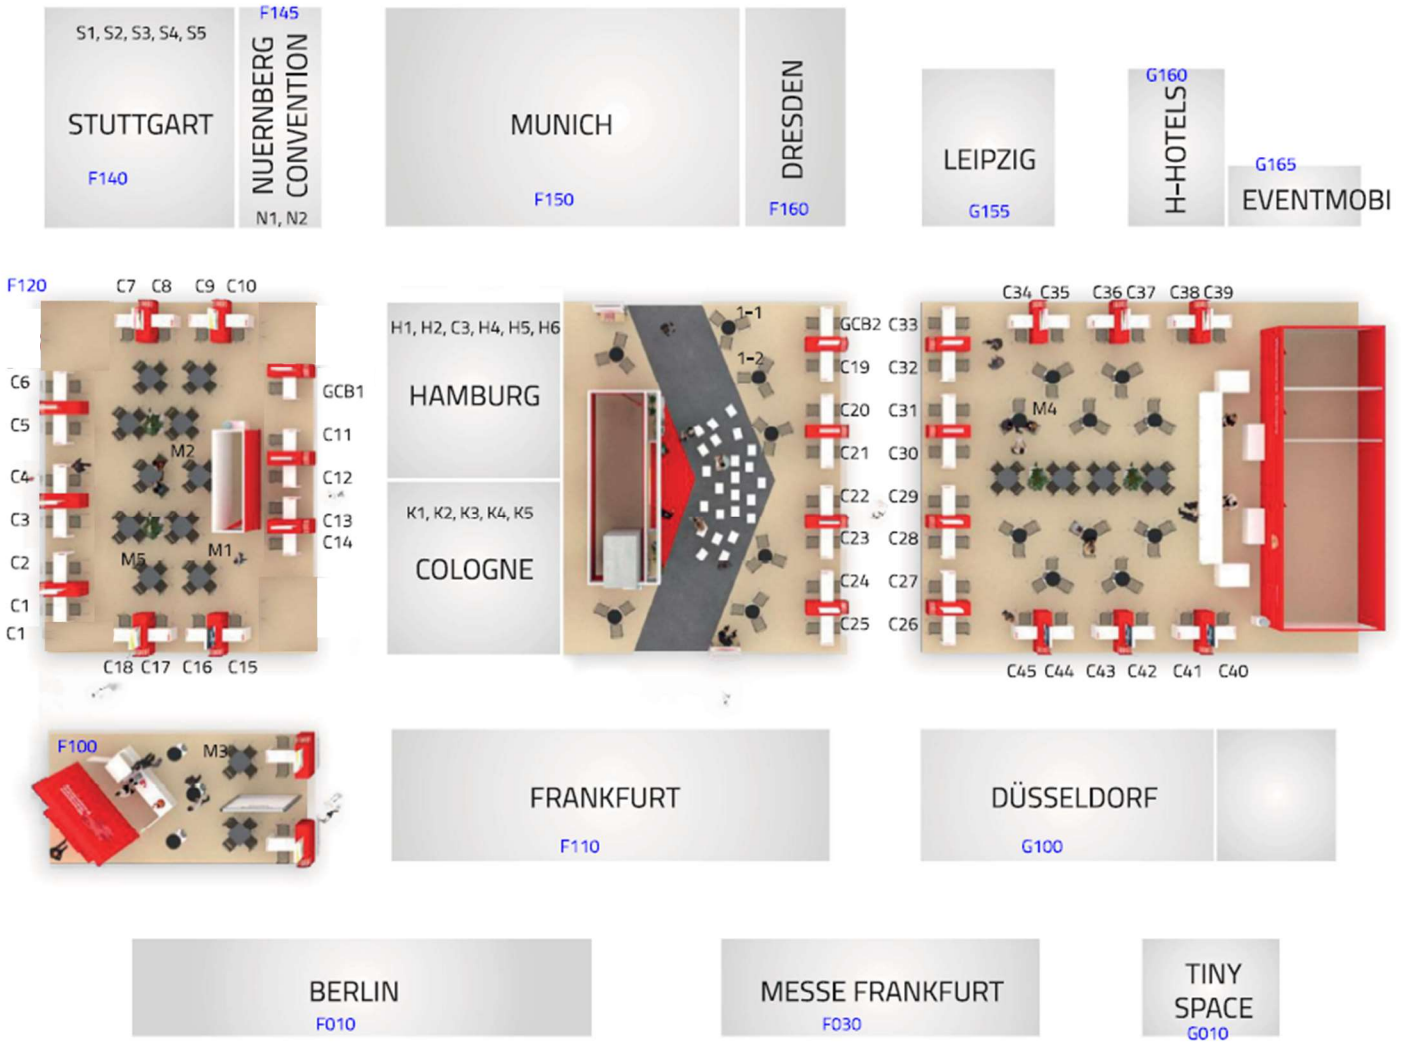 S1, S2, S3, S4, S5
STUTTGART
F140
F145
NUERNBERG
CONVENTION
N1, N2
MUNICH
F150
DRESDEN
F160
LEIPZIG
G155
G160
H-HOTELS
G165
EVENTMOBI
F120
C7 C8 C9 C10
C6
C5
C4
C3
C2
C1
C1
M2
M5
M1
GCB1
C11
C12
C13
C14
C18 C17 C16 C15
H1, H2, C3, H4, H5, H6
HAMBURG
K1, K2, K3, K4, K5
COLOGNE
1-1
1-2
GCB2 C33
C19 C32
C20 C31
C21 C30
C22 C29
C23 C28
C24 C27
C25 C26
C34 C35 C36 C37 C38 C39
M4
C45 C44 C43 C42 C41 C40
F100
M3
FRANKFURT
F110
DÜSSELDORF
G100
BERLIN
F010
MESSE FRANKFURT
F030
TINY
SPACE
G010